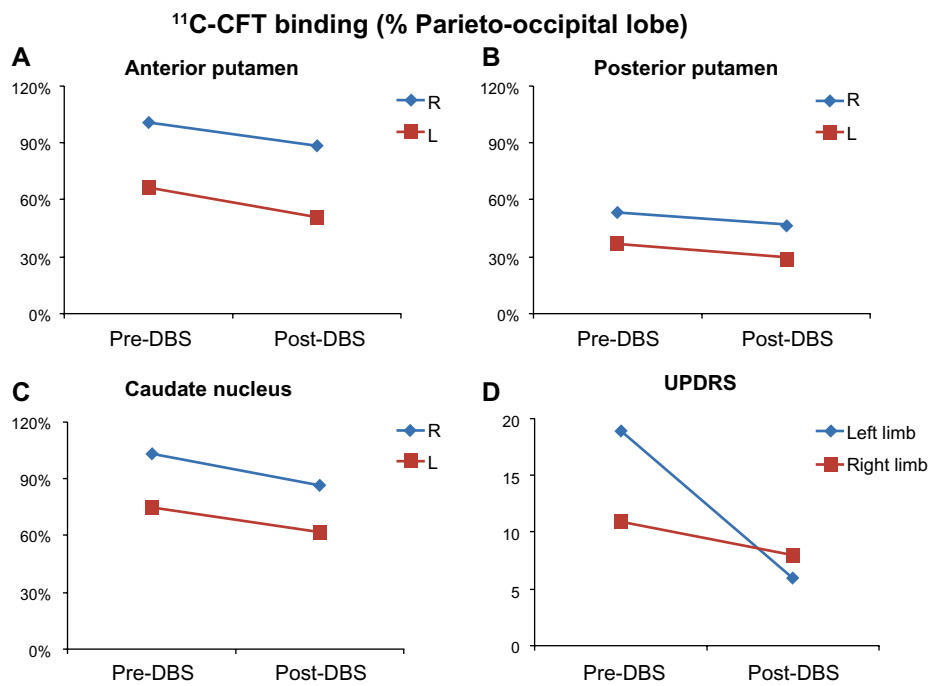 ¹¹C-CFT binding (% Parieto-occipital lobe)
A
Anterior putamen
120%
90%
60%
30%
0%
R
L
Pre-DBS
Post-DBS
B
Posterior putamen
120%
90%
60%
30%
0%
R
L
Pre-DBS
Post-DBS
C
Caudate nucleus
120%
90%
60%
30%
0%
R
L
Pre-DBS
Post-DBS
D
UPDRS
20
15
10
5
0
Left limb
Right limb
Pre-DBS
Post-DBS